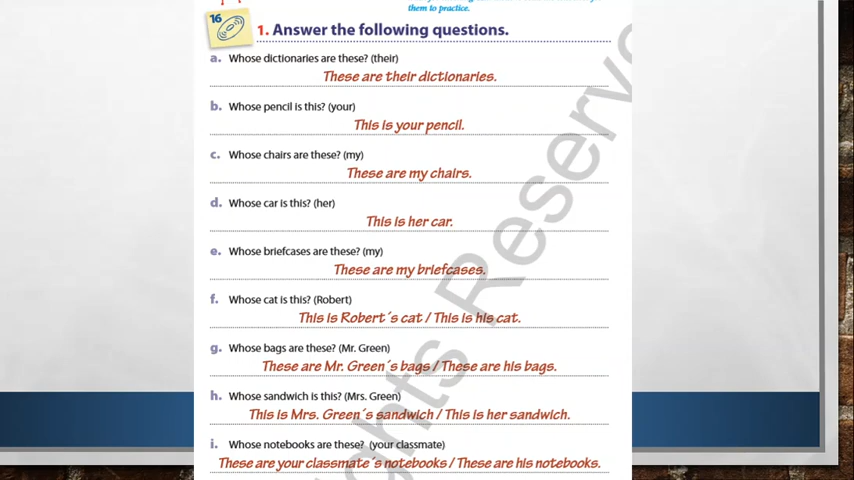 them to practice.
16
1. Answer the following questions.
a. Whose dictionaries are these? (their)
These are their dictionaries.
b. Whose pencil is this? (your)
This is your pencil.
c. Whose chairs are these? (my)
These are my chairs.
d. Whose car is this? (her)
This is her car.
e. Whose briefcases are these? (my)
These are my briefcases.
f. Whose cat is this? (Robert)
This is Robert´s cat / This is his cat.
g. Whose bags are these? (Mr. Green)
These are Mr. Green´s bags / These are his bags.
h. Whose sandwich is this? (Mrs. Green)
This is Mrs. Green´s sandwich / This is her sandwich.
i. Whose notebooks are these? (your classmate)
These are your classmate´s notebooks / These are his notebooks.